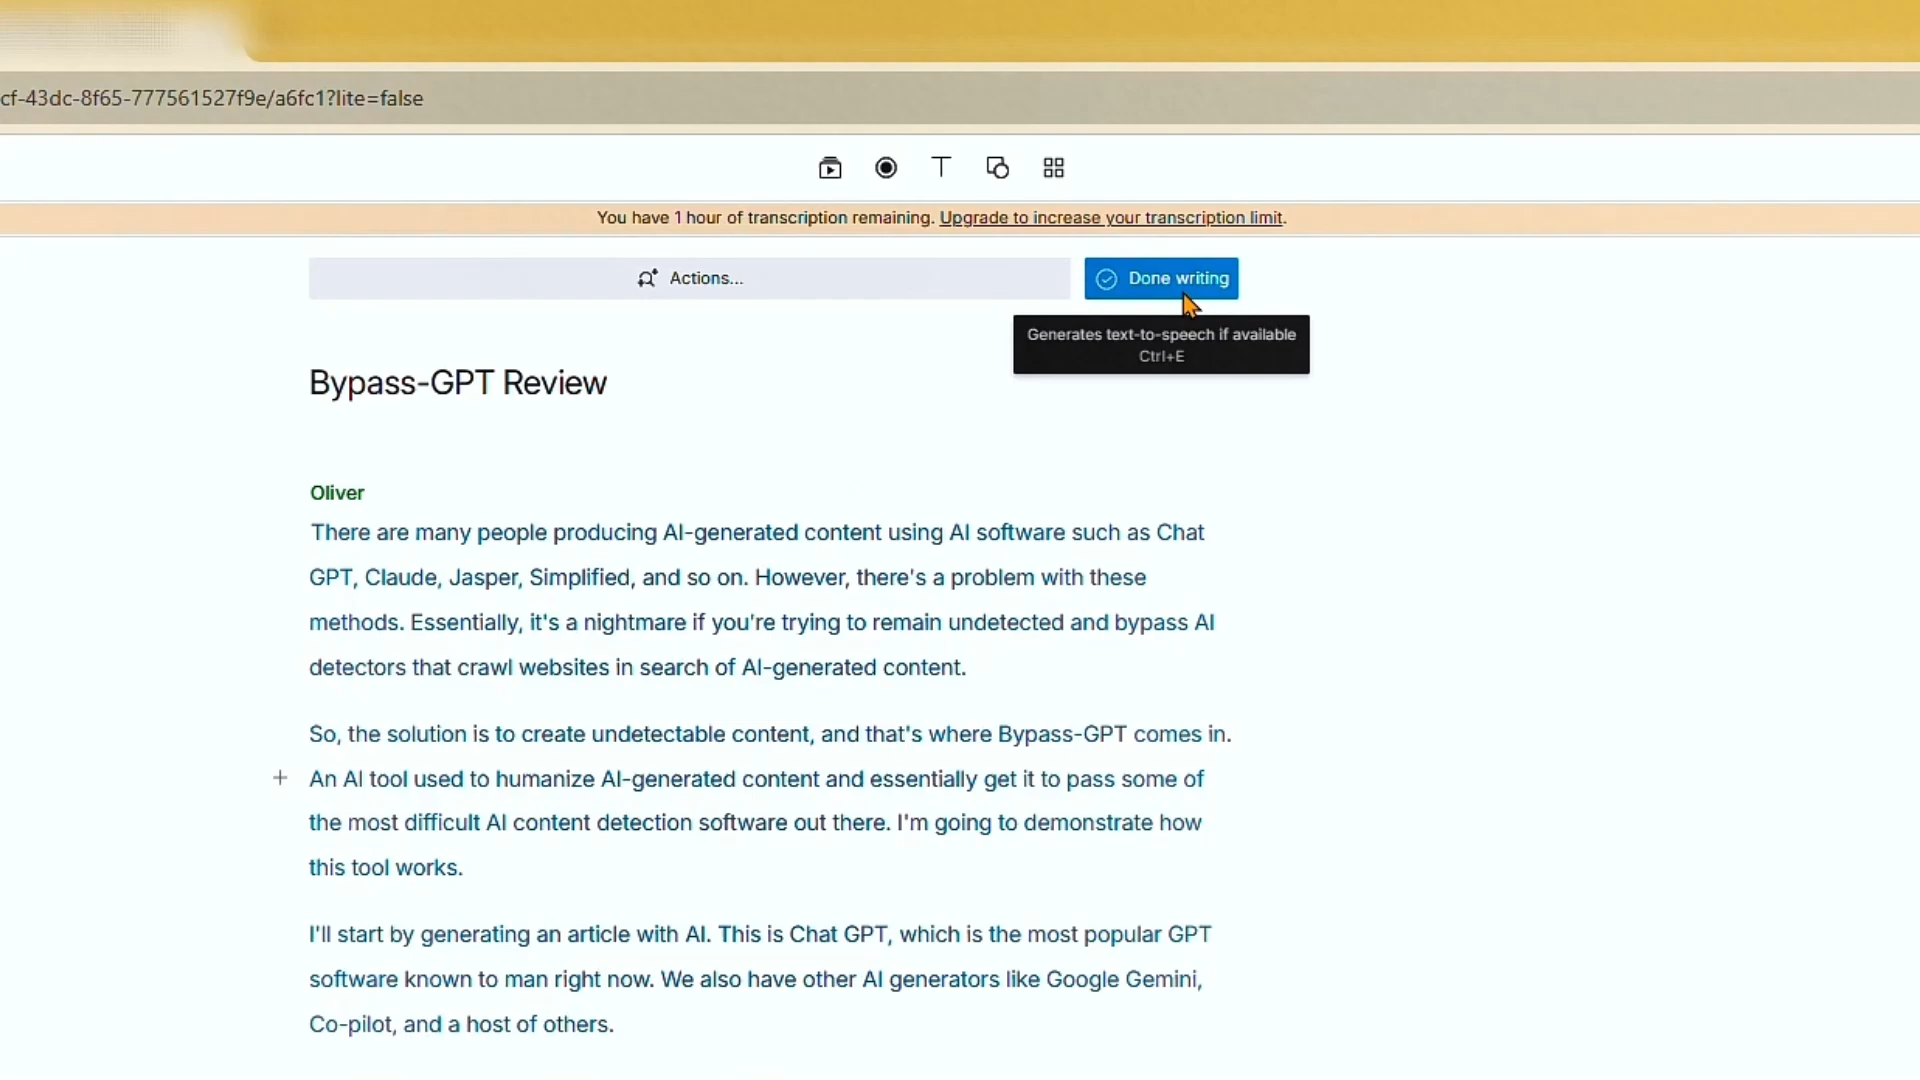 cf-43dc-8f65-777561527f9e/a6fc1?lite=false
You have 1 hour of transcription remaining. Upgrade to increase your transcription limit.
Actions...
Done writing
Generates text-to-speech if available
Ctrl+E
Bypass-GPT Review
Oliver
There are many people producing AI-generated content using AI software such as Chat
GPT, Claude, Jasper, Simplified, and so on. However, there's a problem with these
methods. Essentially, it's a nightmare if you're trying to remain undetected and bypass AI
detectors that crawl websites in search of AI-generated content.
So, the solution is to create undetectable content, and that's where Bypass-GPT comes in.
An AI tool used to humanize AI-generated content and essentially get it to pass some of
the most difficult AI content detection software out there. I'm going to demonstrate how
this tool works.
I'll start by generating an article with AI. This is Chat GPT, which is the most popular GPT
software known to man right now. We also have other AI generators like Google Gemini,
Co-pilot, and a host of others.